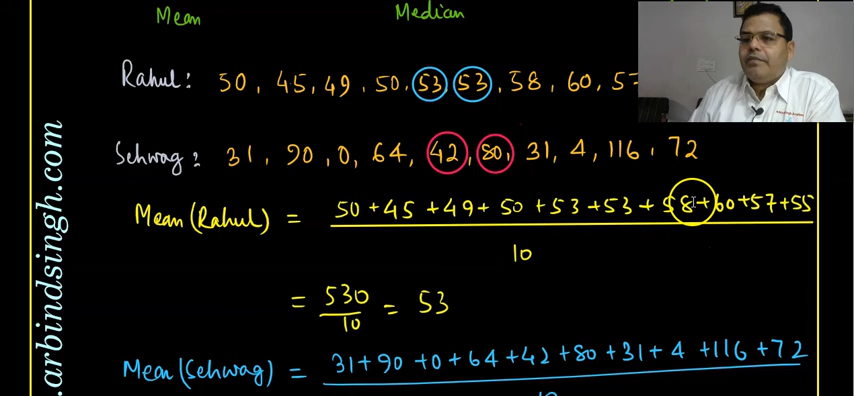 Mean Median
Rahul: 50, 45, 49, 50, 53, 53, 58, 60, 57
Sehwag: 31, 90, 0, 64, 42, 80, 31, 4, 116, 72
Mean (Rahul) = 50 + 45 + 49 + 50 + 53 + 53 + 58 + 60 + 57 + 55
10
= 530 / 10 = 53
Mean (Sehwag) = 31 + 90 + 0 + 64 + 42 + 80 + 31 + 4 + 116 + 72
10
.arbindsingh.com/